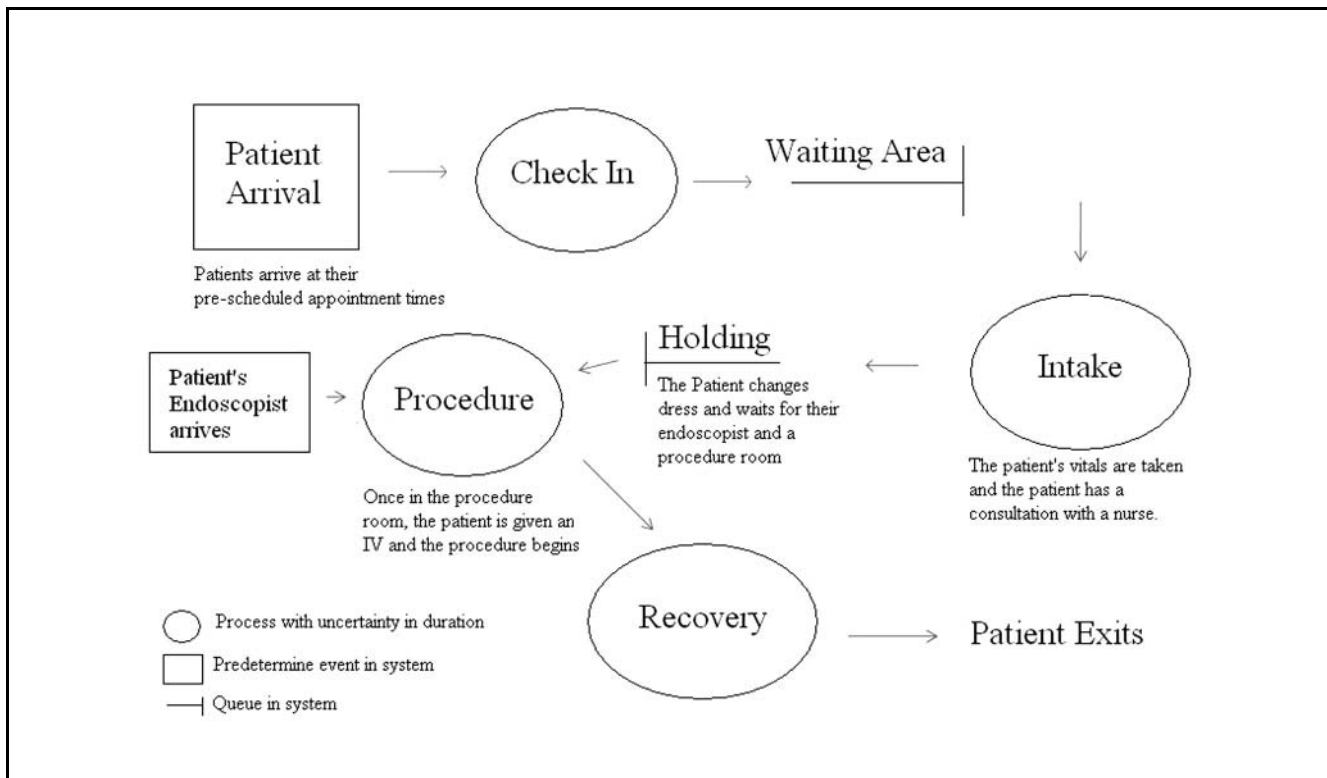 Patient
Arrival
Check In
Waiting Area
Patients arrive at their
pre-scheduled appointment times
Intake
The patient's vitals are taken
and the patient has a
consultation with a nurse.
Holding
The Patient changes
dress and waits for their
endoscopist and a
procedure room
Patient's
Endoscopist
arrives
Procedure
Once in the procedure
room, the patient is given an
IV and the procedure begins
Recovery
Patient Exits
Process with uncertainty in duration
Predetermine event in system
Queue in system